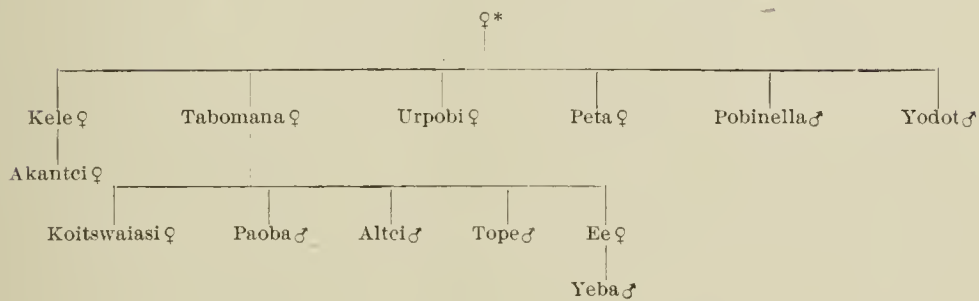 ♀*
Kele♀ Tabomana♀ Urpobi♀ Peta♀ Pobinella♂ Yodot♂
Akantci♀
Koitswaiasi♀ Paoba♂ Altci♂ Tope♂ Ee♀
Yeba♂